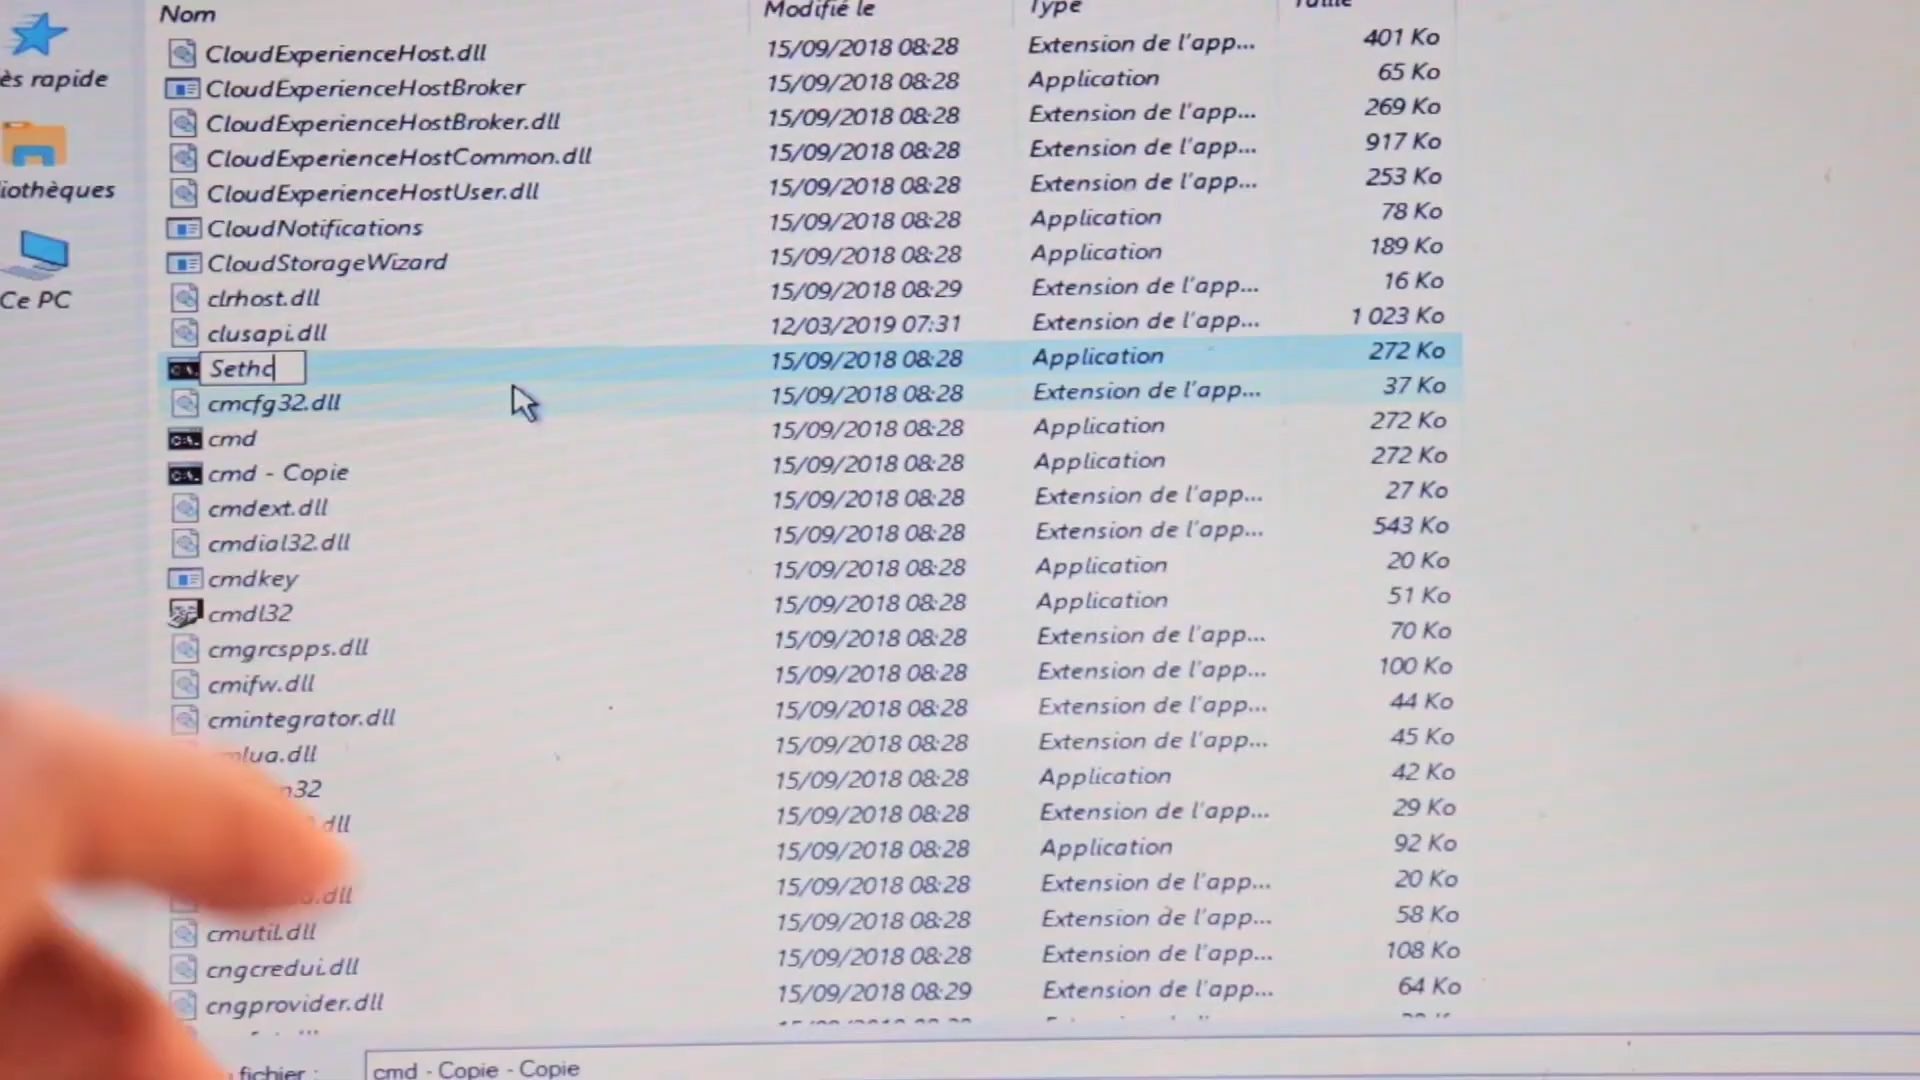 Nom Modifié le Type Taille
ès rapide
iothèques
Ce PC
CloudExperienceHost.dll 15/09/2018 08:28 Extension de l'app... 401 Ko
CloudExperienceHostBroker 15/09/2018 08:28 Application 65 Ko
CloudExperienceHostBroker.dll 15/09/2018 08:28 Extension de l'app... 269 Ko
CloudExperienceHostCommon.dll 15/09/2018 08:28 Extension de l'app... 917 Ko
CloudExperienceHostUser.dll 15/09/2018 08:28 Extension de l'app... 253 Ko
CloudNotifications 15/09/2018 08:28 Application 78 Ko
CloudStorageWizard 15/09/2018 08:28 Application 189 Ko
clrhost.dll 15/09/2018 08:29 Extension de l'app... 16 Ko
clusapi.dll 12/03/2019 07:31 Extension de l'app... 1 023 Ko
Sethc 15/09/2018 08:28 Application 272 Ko
cmcfg32.dll 15/09/2018 08:28 Extension de l'app... 37 Ko
cmd 15/09/2018 08:28 Application 272 Ko
cmd - Copie 15/09/2018 08:28 Application 272 Ko
cmdext.dll 15/09/2018 08:28 Extension de l'app... 27 Ko
cmdial32.dll 15/09/2018 08:28 Extension de l'app... 543 Ko
cmdkey 15/09/2018 08:28 Application 20 Ko
cmdl32 15/09/2018 08:28 Application 51 Ko
cmgrcspps.dll 15/09/2018 08:28 Extension de l'app... 70 Ko
cmifw.dll 15/09/2018 08:28 Extension de l'app... 100 Ko
cmintegrator.dll 15/09/2018 08:28 Extension de l'app... 44 Ko
mlua.dll 15/09/2018 08:28 Extension de l'app... 45 Ko
n32 15/09/2018 08:28 Application 42 Ko
.dll 15/09/2018 08:28 Extension de l'app... 29 Ko
15/09/2018 08:28 Application 92 Ko
.dll 15/09/2018 08:28 Extension de l'app... 20 Ko
cmutil.dll 15/09/2018 08:28 Extension de l'app... 58 Ko
cngcredui.dll 15/09/2018 08:28 Extension de l'app... 108 Ko
cngprovider.dll 15/09/2018 08:29 Extension de l'app... 64 Ko
fichier : cmd - Copie - Copie